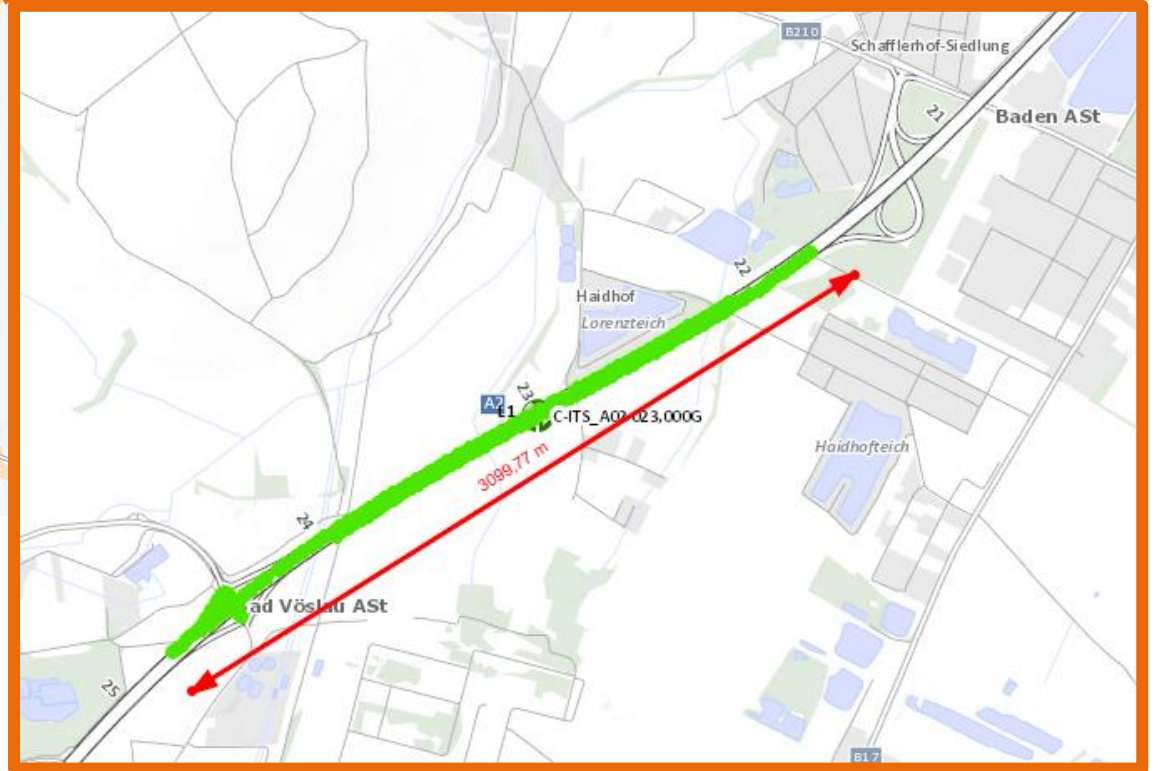 B210
Schafflerhof-Siedlung
21
Baden ASt
22
Haidhof
Lorenzteich
23
A2
E1
C-ITS_A02 023,000G
Haidhofteich
3099,77 m
24
ad Vöslau ASt
25
B17